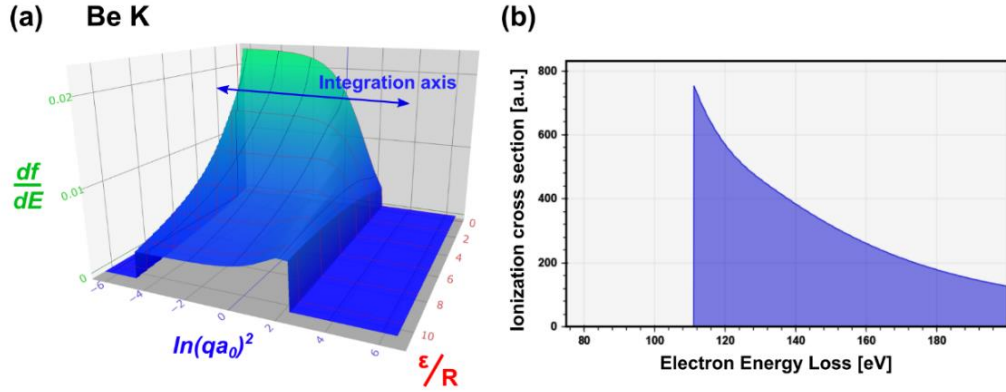 (a) Be K
Integration axis
0.02
0.01
0
df
dE
-6
-4
-2
0
2
4
6
ln(qa₀)²
0
2
4
6
8
10
ε/R
(b)
800
600
400
200
0
Ionization cross section [a.u.]
80 100 120 140 160 180
Electron Energy Loss [eV]